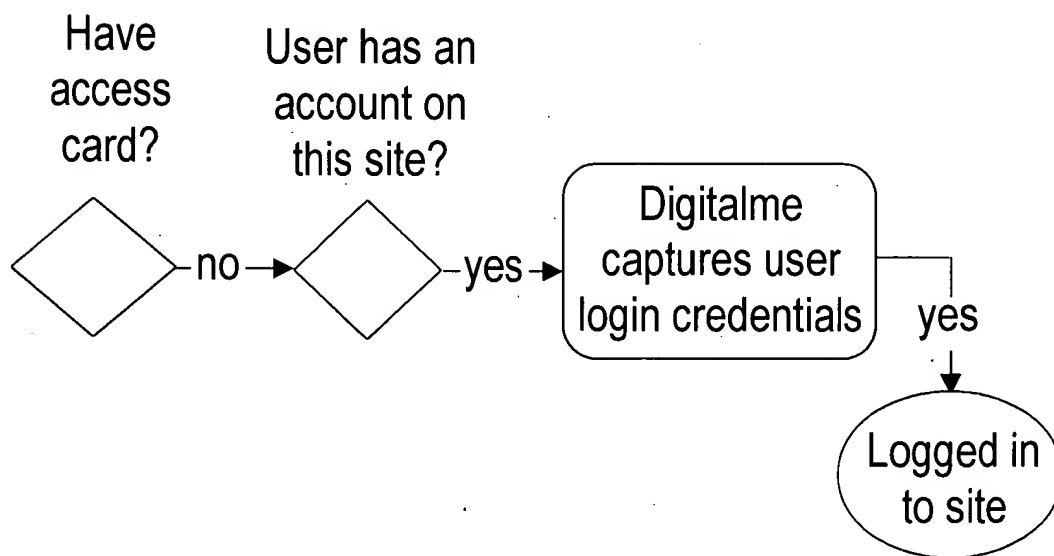 Have
access
card?
User has an
account on
this site?
no
yes
Digitalme
captures user
login credentials
yes
Logged in
to site